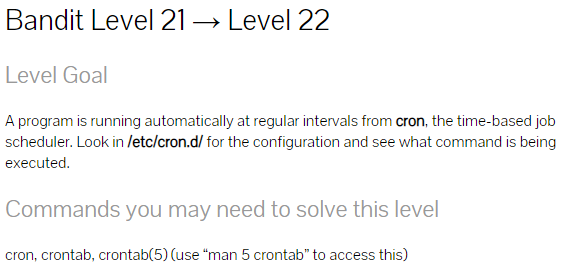 Bandit Level 21 → Level 22
Level Goal
A program is running automatically at regular intervals from cron, the time-based job
scheduler. Look in /etc/cron.d/ for the configuration and see what command is being
executed.
Commands you may need to solve this level
cron, crontab, crontab(5) (use “man 5 crontab” to access this)